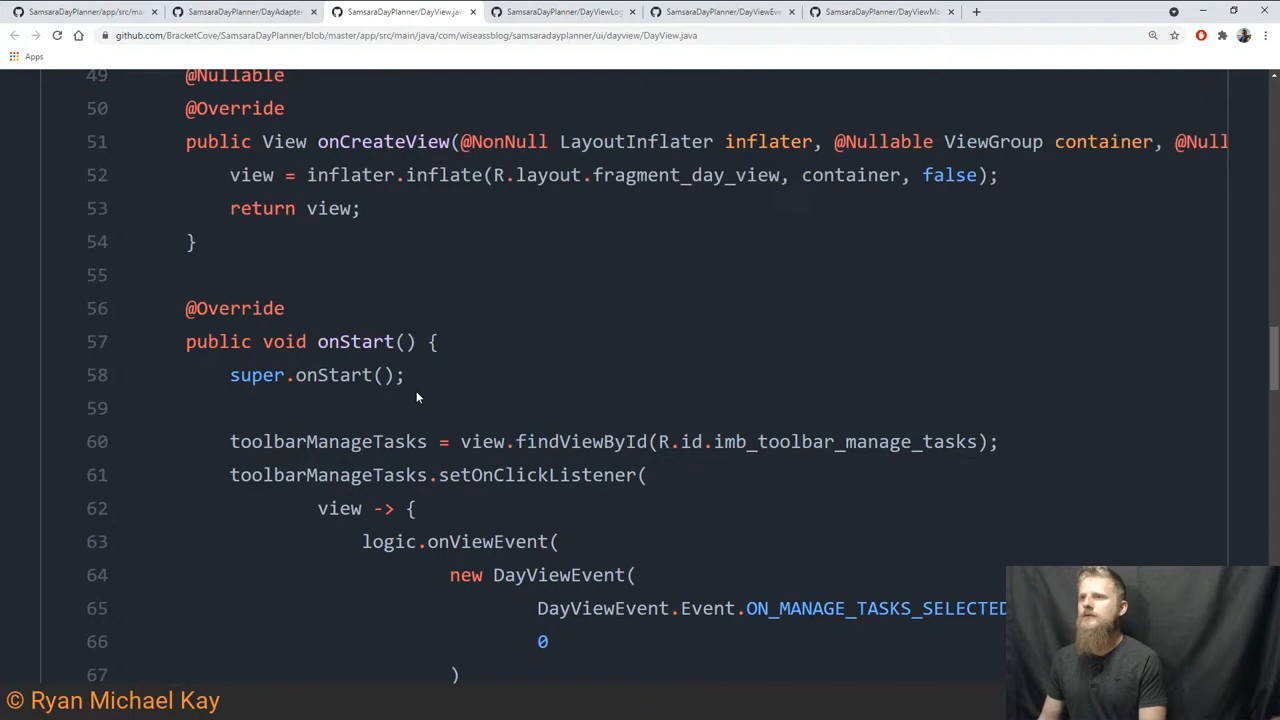 SamsaraDayPlanner/app/src/ma
SamsaraDayPlanner/DayAdapte
SamsaraDayPlanner/DayView.ja
SamsaraDayPlanner/DayViewLog
SamsaraDayPlanner/DayViewEve
SamsaraDayPlanner/DayViewMo
github.com/BracketCove/SamsaraDayPlanner/blob/master/app/src/main/java/com/wiseassblog/samsaradayplanner/ui/dayview/DayView.java
Apps
49 @Nullable
50 @Override
51 public View onCreateView(@NonNull LayoutInflater inflater, @Nullable ViewGroup container, @Null
52 view = inflater.inflate(R.layout.fragment_day_view, container, false);
53 return view;
54 }
55
56 @Override
57 public void onStart() {
58 super.onStart();
59
60 toolbarManageTasks = view.findViewById(R.id.imb_toolbar_manage_tasks);
61 toolbarManageTasks.setOnClickListener(
62 view -> {
63 logic.onViewEvent(
64 new DayViewEvent(
65 DayViewEvent.Event.ON_MANAGE_TASKS_SELECTED
66 0
67 )
© Ryan Michael Kay